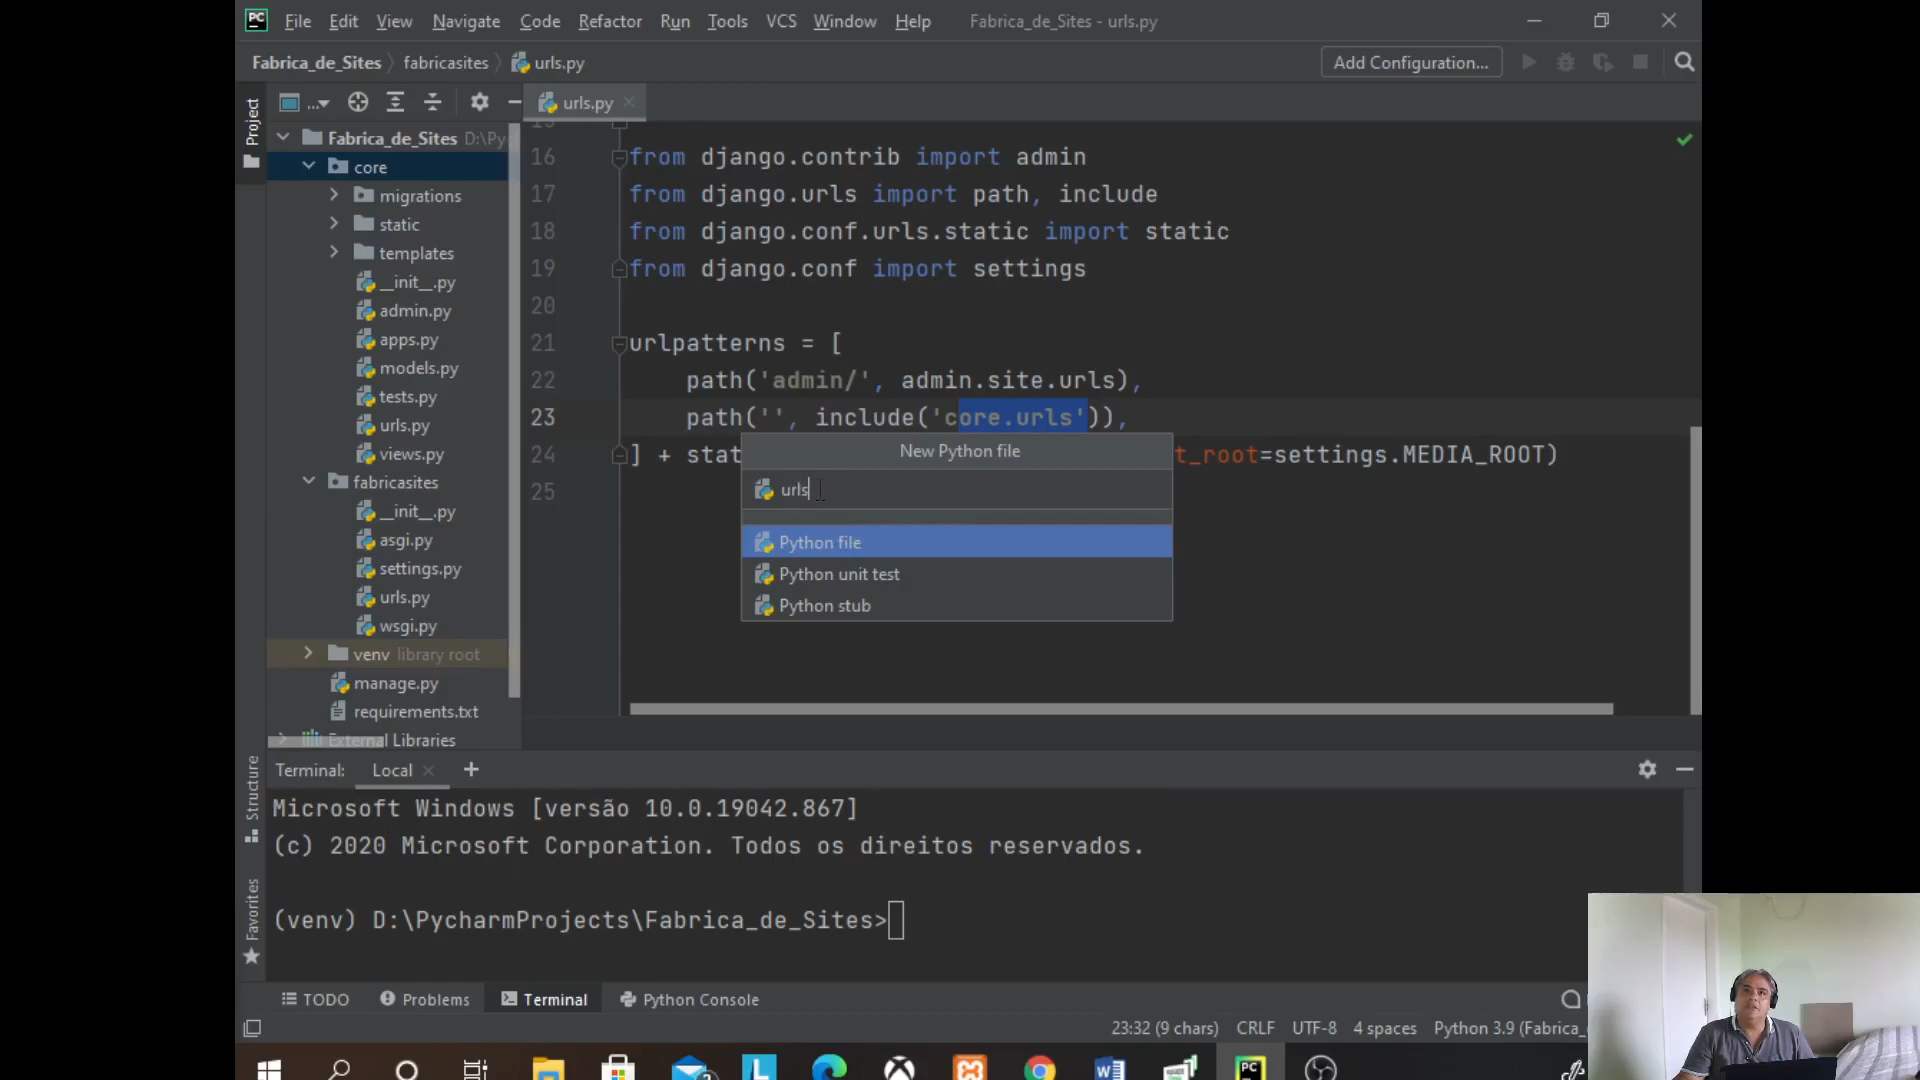 PC File Edit View Navigate Code Refactor Run Tools VCS Window Help Fabrica_de_Sites - urls.py
Fabrica_de_Sites fabricasites urls.py Add Configuration...
Project
... urls.py
Fabrica_de_Sites D:\Py
core
migrations
static
templates
__init__.py
admin.py
apps.py
models.py
tests.py
urls.py
views.py
fabricasites
__init__.py
asgi.py
settings.py
urls.py
wsgi.py
venv library root
manage.py
requirements.txt
External Libraries
16 from django.contrib import admin
17 from django.urls import path, include
18 from django.conf.urls.static import static
19 from django.conf import settings
20
21 urlpatterns = [
22 path('admin/', admin.site.urls),
23 path('', include('core.urls')),
24 ] + stat t_root=settings.MEDIA_ROOT)
25
New Python file
urls
Python file
Python unit test
Python stub
Structure
Favorites
Terminal: Local +
Microsoft Windows [versão 10.0.19042.867]
(c) 2020 Microsoft Corporation. Todos os direitos reservados.
(venv) D:\PycharmProjects\Fabrica_de_Sites>
TODO Problems Terminal Python Console
23:32 (9 chars) CRLF UTF-8 4 spaces Python 3.9 (Fabrica_